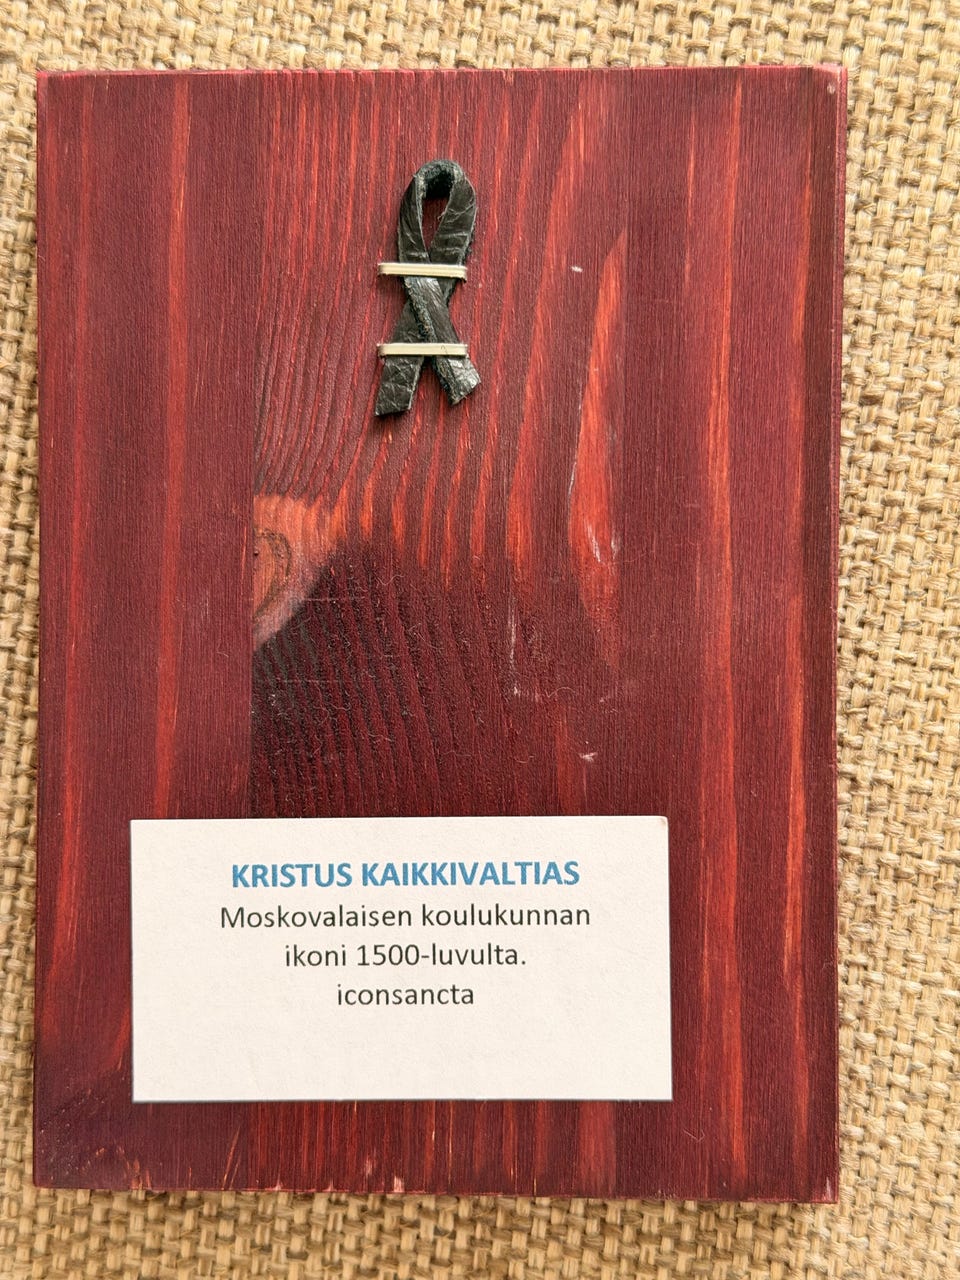 KRISTUS KAIKKIVALTIAS
Moskovalaisen koulukunnan
ikoni 1500-luvulta.
iconsancta